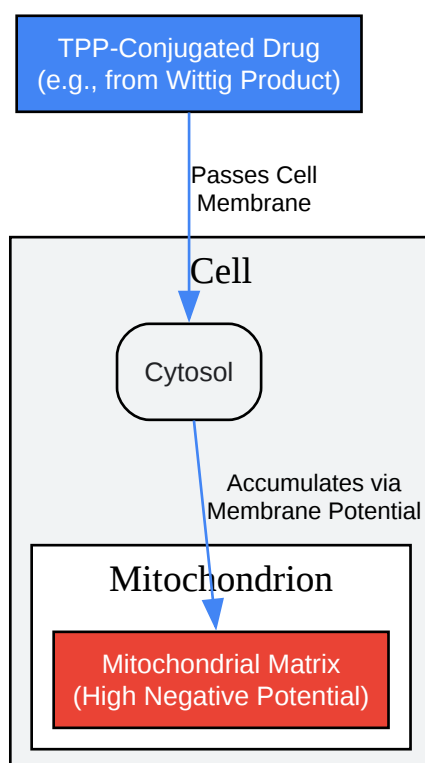 TPP-Conjugated Drug
(e.g., from Wittig Product)
Passes Cell
Membrane
Cell
Cytosol
Accumulates via
Membrane Potential
Mitochondrion
Mitochondrial Matrix
(High Negative Potential)